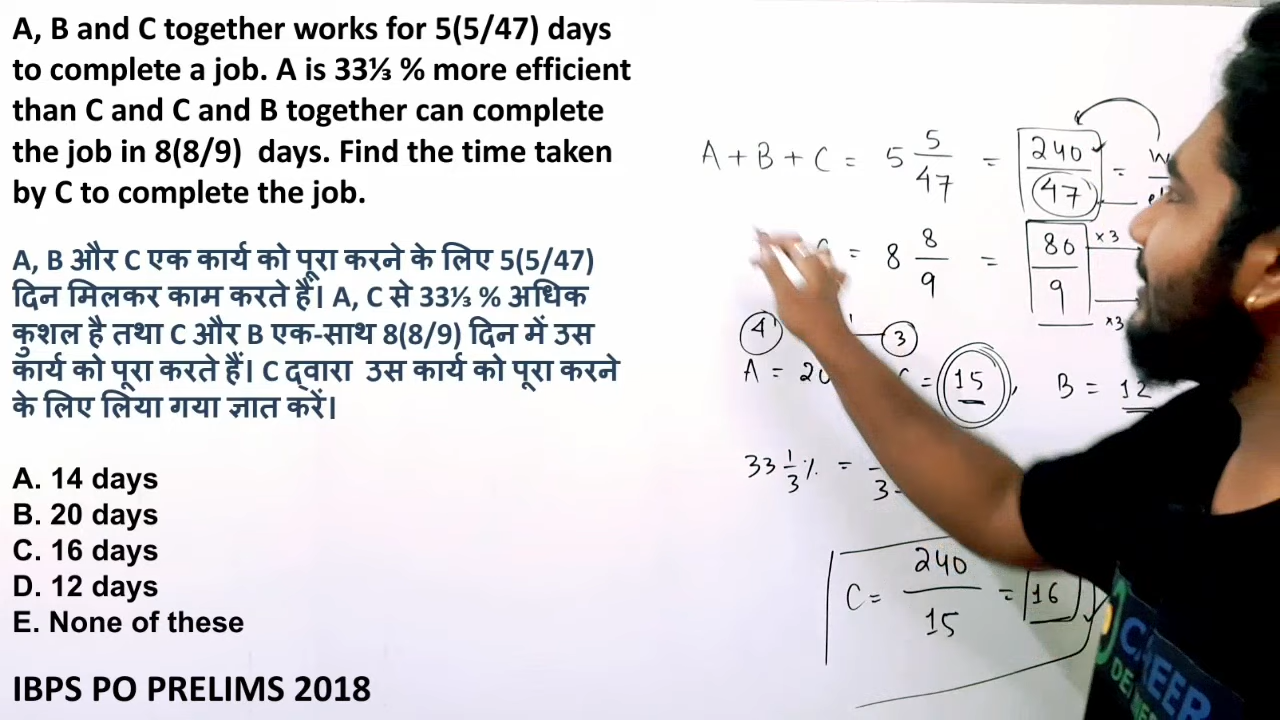 A, B and C together works for 5(5/47) days
to complete a job. A is 33⅓ % more efficient
than C and C and B together can complete
the job in 8(8/9) days. Find the time taken
by C to complete the job.
A, B और C एक कार्य को पूरा करने के लिए 5(5/47)
दिन मिलकर काम करते हैं। A, C से 33⅓ % अधिक
कुशल है तथा C और B एक-साथ 8(8/9) दिन में उस
कार्य को पूरा करते हैं। C द्वारा उस कार्य को पूरा करने
के लिए लिया गया ज्ञात करें।
A. 14 days
B. 20 days
C. 16 days
D. 12 days
E. None of these
IBPS PO PRELIMS 2018
A + B + C = 5 5/47 = 240/47 =
= 8 8/9 = 80/9 ×3
×3
4 3
A = 20 = 15, B = 12
33 1/3 % =
3
C = 240/15 = 16
CAREER